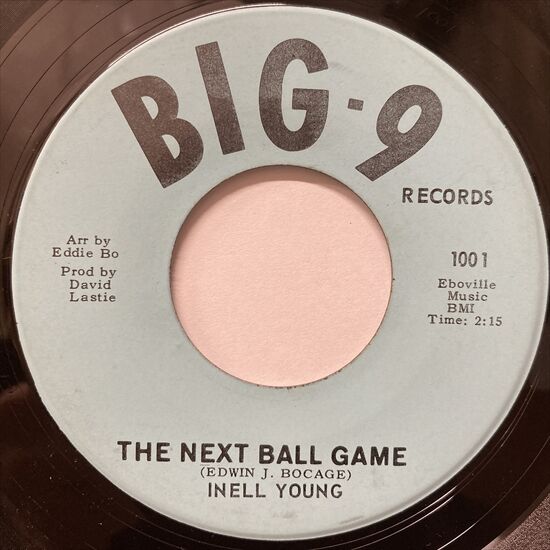 BIG-9
RECORDS
Arr by
Eddie Bo
Prod by
David
Lastie
1001
Eboville
Music
BMI
Time: 2:15
THE NEXT BALL GAME
(EDWIN J. BOCAGE)
INELL YOUNG